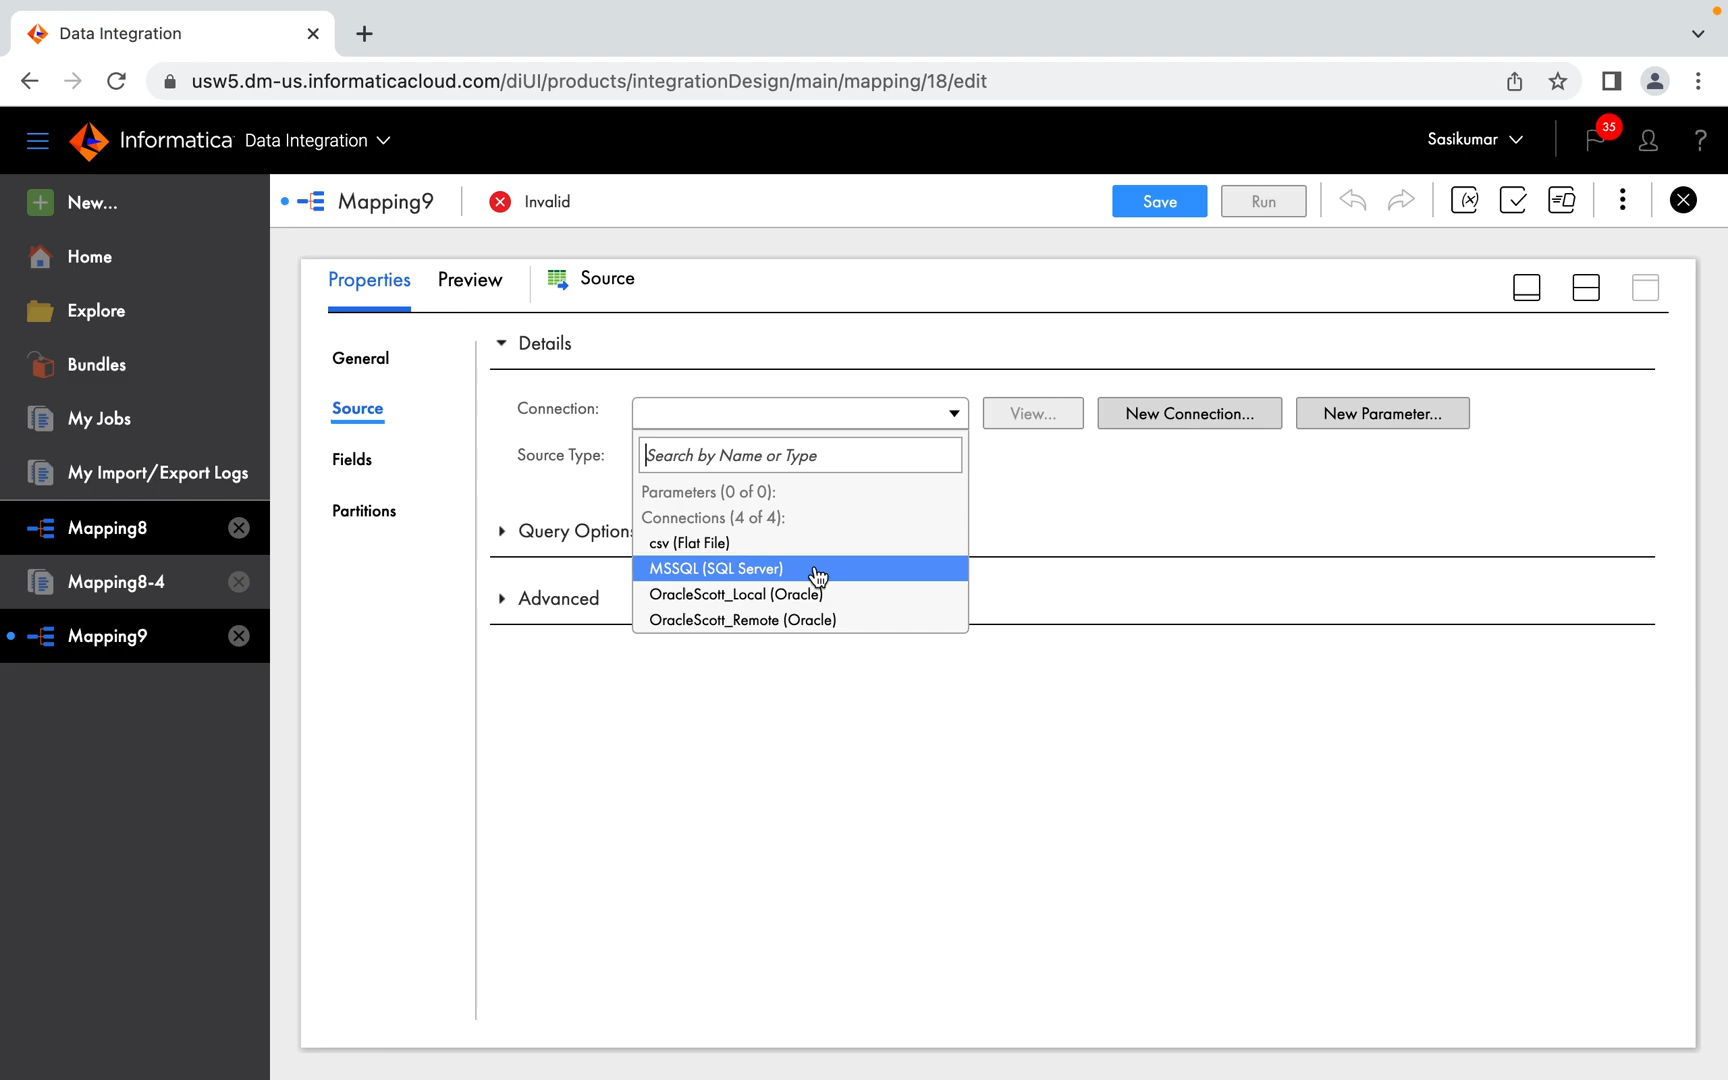 Data Integration
usw5.dm-us.informaticacloud.com/diUI/products/integrationDesign/main/mapping/18/edit
Informatica Data Integration
Sasikumar
35
?
New...
Home
Explore
Bundles
My Jobs
My Import/Export Logs
Mapping8
Mapping8-4
Mapping9
Mapping9
Invalid
Save
Run
Properties
Preview
Source
General
Source
Fields
Partitions
Details
Connection:
View...
New Connection...
New Parameter...
Source Type:
Search by Name or Type
Parameters (0 of 0):
Connections (4 of 4):
csv (Flat File)
MSSQL (SQL Server)
OracleScott_Local (Oracle)
OracleScott_Remote (Oracle)
Query Options
Advanced